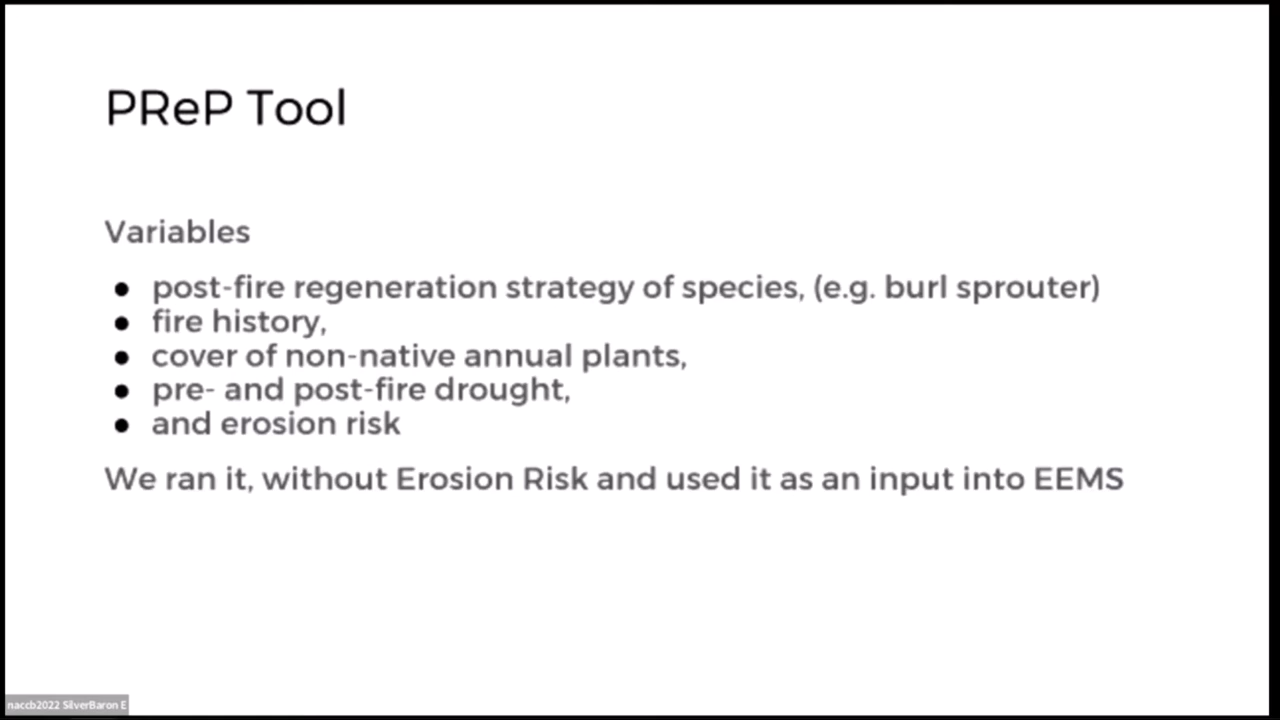 PReP Tool
Variables
● post-fire regeneration strategy of species, (e.g. burl sprouter)
● fire history,
● cover of non-native annual plants,
● pre- and post-fire drought,
● and erosion risk
We ran it, without Erosion Risk and used it as an input into EEMS
naccb2022 SilverBaron E